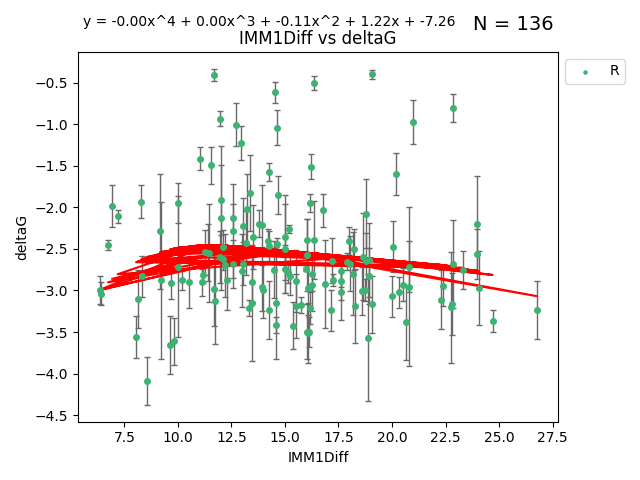 y = -0.00x^4 + 0.00x^3 + -0.11x^2 + 1.22x + -7.26
N = 136
IMM1Diff vs deltaG
R
−0.5
−1.0
−1.5
−2.0
−2.5
−3.0
−3.5
−4.0
−4.5
deltaG
7.5 10.0 12.5 15.0 17.5 20.0 22.5 25.0 27.5
IMM1Diff